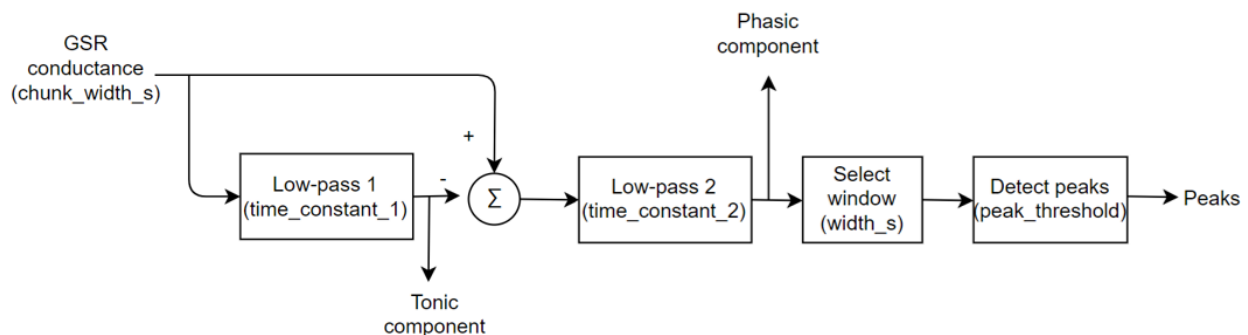 GSR
conductance
(chunk_width_s)
Phasic
component
+
-
Low-pass 1
(time_constant_1)
Σ
Low-pass 2
(time_constant_2)
Select
window
(width_s)
Detect peaks
(peak_threshold)
Peaks
Tonic
component